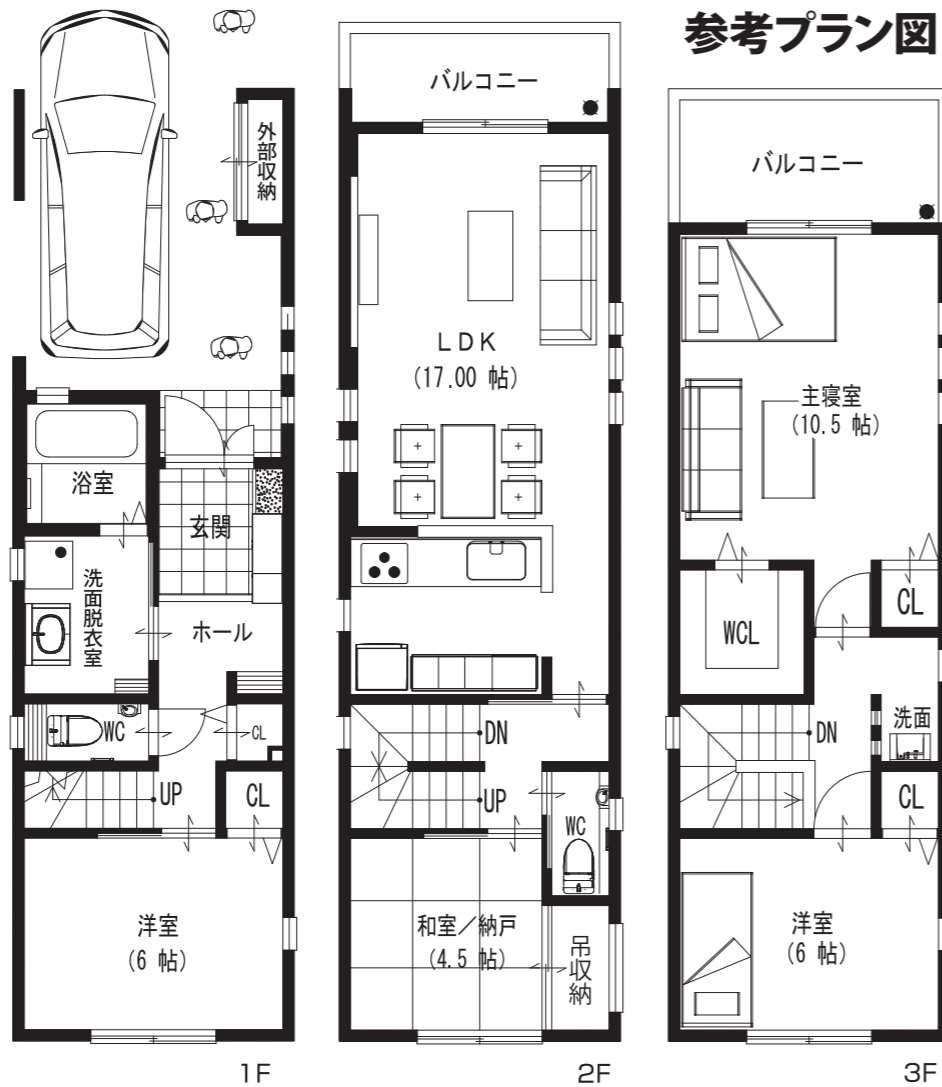 参考プラン図
外部収納
浴室
玄関
洗面脱衣室
ホール
WC
CL
UP
CL
洋室
(6 帖)
1F
バルコニー
LDK
(17.00 帖)
DN
UP
WC
和室／納戸
(4.5 帖)
吊収納
2F
バルコニー
主寝室
(10.5 帖)
WCL
CL
洗面
DN
CL
洋室
(6 帖)
3F